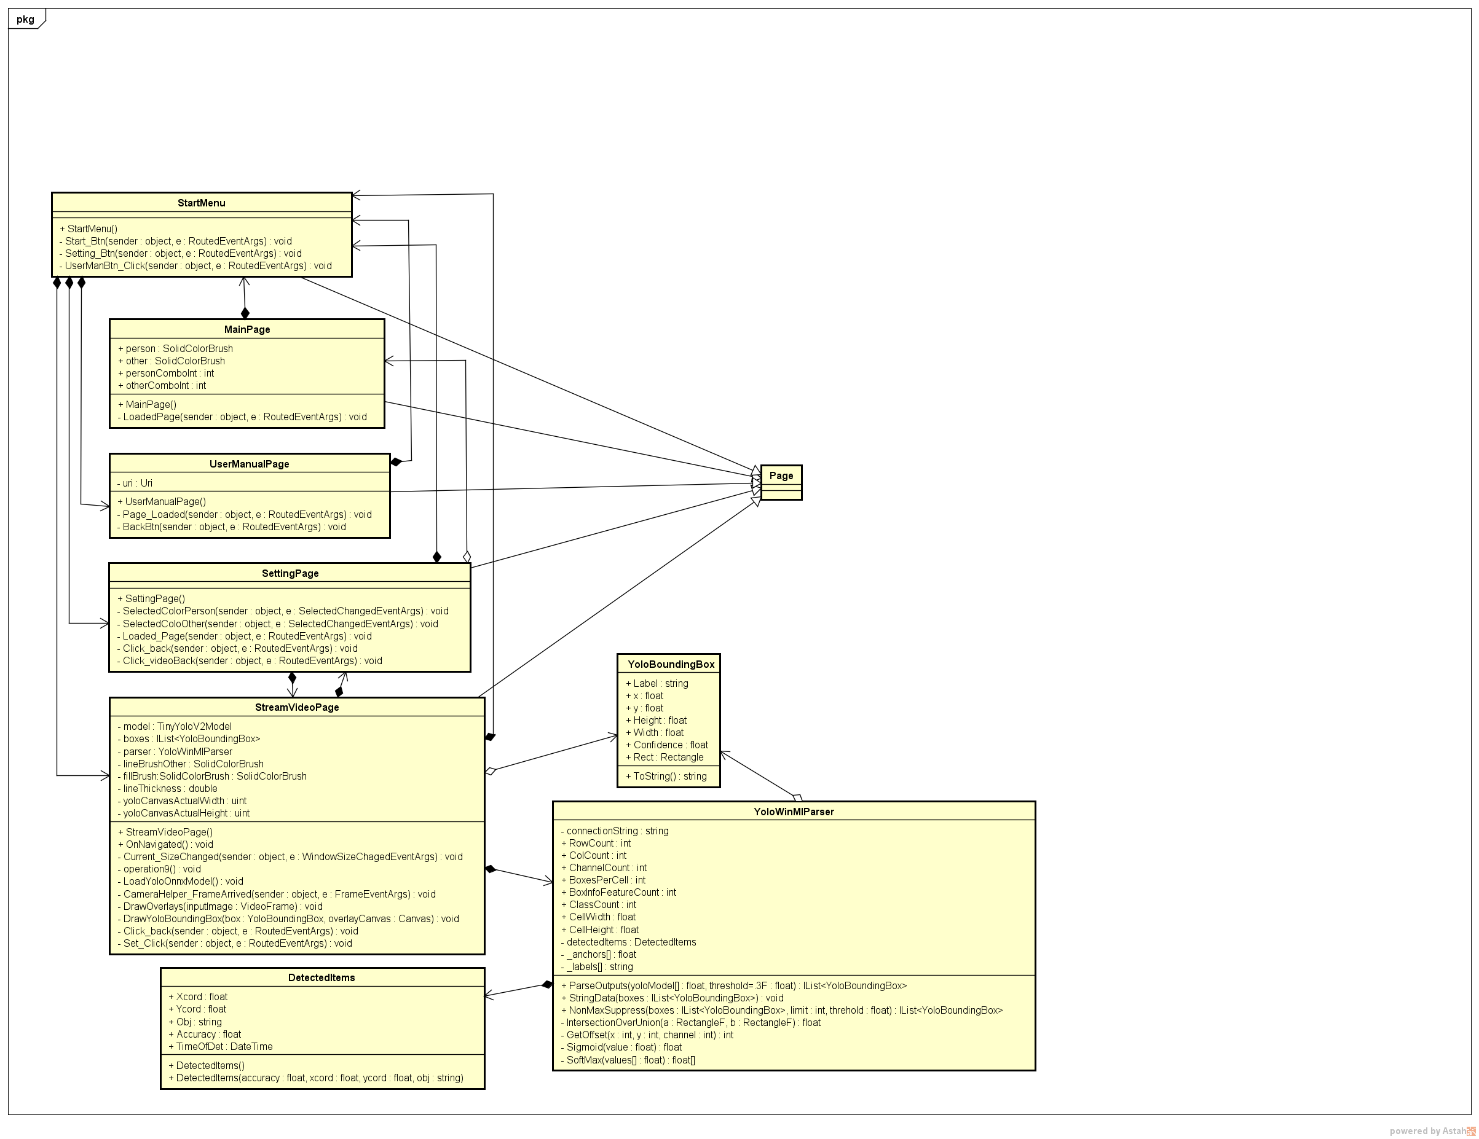 pkg
StartMenu
+ StartMenu()
- Start_Btn(sender : object, e : RoutedEventArgs) : void
- Setting_Btn(sender : object, e : RoutedEventArgs) : void
- UserManBtn_Click(sender : object, e : RoutedEventArgs) : void
MainPage
+ person : SolidColorBrush
+ other : SolidColorBrush
+ personComboInt : int
+ otherComboInt : int
+ MainPage()
- LoadedPage(sender : object, e : RoutedEventArgs) : void
UserManualPage
- uri : Uri
+ UserManualPage()
- Page_Loaded(sender : object, e : RoutedEventArgs) : void
- BackBtn(sender : object, e : RoutedEventArgs) : void
Page
SettingPage
+ SettingPage()
- SelectedColorPerson(sender : object, e : SelectedChangedEventArgs) : void
- SelectedColoOther(sender : object, e : SelectedChangedEventArgs) : void
- Loaded_Page(sender : object, e : RoutedEventArgs) : void
- Click_back(sender : object, e : RoutedEventArgs) : void
- Click_videoBack(sender : object, e : RoutedEventArgs) : void
StreamVideoPage
- model : TinyYoloV2Model
- boxes : IList<YoloBoundingBox>
- parser : YoloWinMlParser
- lineBrushOther : SolidColorBrush
- fillBrush:SolidColorBrush : SolidColorBrush
- lineThickness : double
- yoloCanvasActualWidth : uint
- yoloCanvasActualHeight : uint
+ StreamVideoPage()
+ OnNavigated() : void
- Current_SizeChanged(sender : object, e : WindowSizeChagedEventArgs) : void
- operation9() : void
- LoadYoloOnnxModel() : void
- CameraHelper_FrameArrived(sender : object, e : FrameEventArgs) : void
- DrawOverlays(inputImage : VideoFrame) : void
- DrawYoloBoundingBox(box : YoloBoundingBox, overlayCanvas : Canvas) : void
- Click_back(sender : object, e : RoutedEventArgs) : void
- Set_Click(sender : object, e : RoutedEventArgs) : void
YoloBoundingBox
+ Label : string
+ x : float
+ y : float
+ Height : float
+ Width : float
+ Confidence : float
+ Rect : Rectangle
+ ToString() : string
YoloWinMlParser
- connectionString : string
+ RowCount : int
+ ColCount : int
+ ChannelCount : int
+ BoxesPerCell : int
+ BoxInfoFeatureCount : int
+ ClassCount : int
+ CellWidth : float
+ CellHeight : float
- detectedItems : DetectedItems
- _anchors[] : float
- _labels[] : string
+ ParseOutputs(yoloModel[] : float, threshold=.3F : float) : IList<YoloBoundingBox>
+ StringData(boxes : IList<YoloBoundingBox>) : void
+ NonMaxSuppress(boxes : IList<YoloBoundingBox>, limit : int, threhold : float) : IList<YoloBoundingBox>
- IntersectionOverUnion(a : RectangleF, b : RectangleF) : float
- GetOffset(x : int, y : int, channel : int) : int
- Sigmoid(value : float) : float
- SoftMax(values[] : float) : float[]
DetectedItems
+ Xcord : float
+ Ycord : float
+ Obj : string
+ Accuracy : float
+ TimeOfDet : DateTime
+ DetectedItems()
+ DetectedItems(accuracy : float, xcord : float, ycord : float, obj : string)
powered by Astah